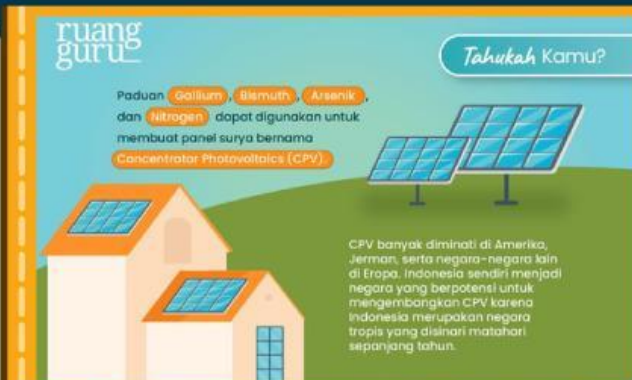 ruang
guru
Tahukah Kamu?
Paduan Gallium, Bismuth, Arsenik,
dan Nitrogen dapat digunakan untuk
membuat panel surya bernama
Concentrator Photovoltaics (CPV).
CPV banyak diminati di Amerika,
Jerman, serta negara-negara lain
di Eropa. Indonesia sendiri menjadi
negara yang berpotensi untuk
mengembangkan CPV karena
Indonesia merupakan negara
tropis yang disinari matahari
sepanjang tahun.